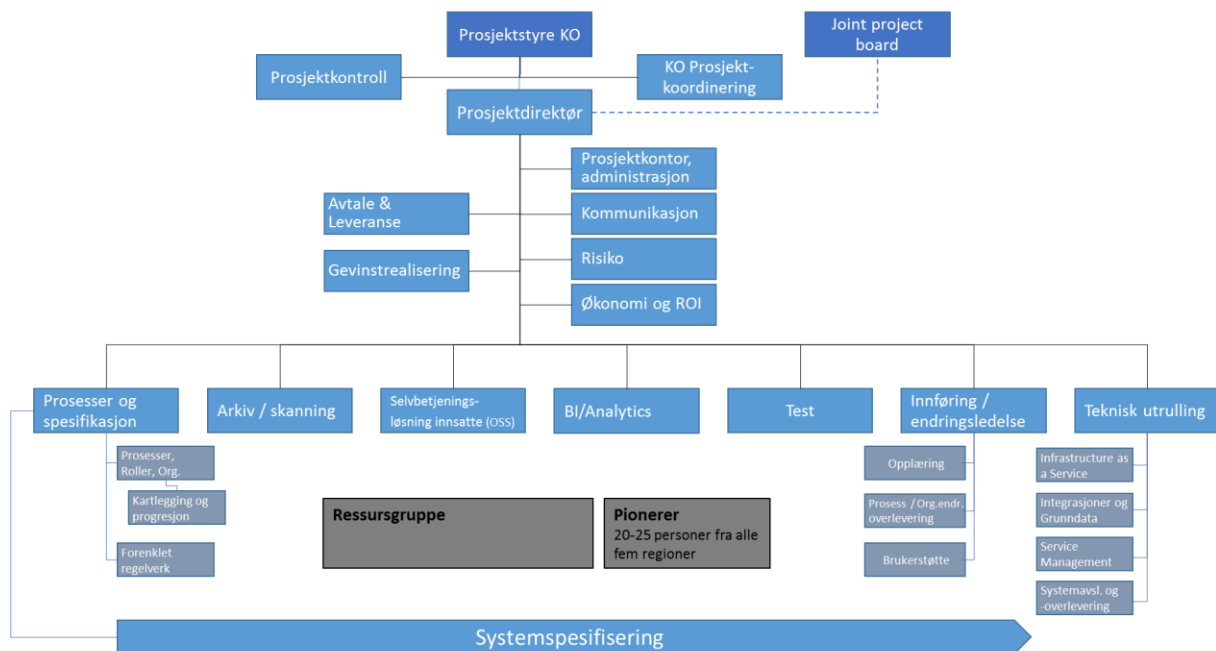 Prosjektstyre KO
Joint project
board
Prosjektkontroll
KO Prosjekt-
koordinering
Prosjektdirektør
Prosjektkontor,
administrasjon
Avtale &
Leveranse
Kommunikasjon
Gevinstrealisering
Risiko
Økonomi og ROI
Prosesser og
spesifikasjon
Arkiv / skanning
Selvbetjenings-
løsning innsatte (OSS)
BI/Analytics
Test
Innføring /
endringsledelse
Teknisk utrulling
Prosesser,
Roller, Org.
Kartlegging og
progresjon
Forenklet
regelverk
Ressursgruppe
Pionerer
20-25 personer fra alle
fem regioner
Opplæring
Prosess / Org.endr.
overlevering
Brukerstøtte
Infrastructure as
a Service
Integrasjoner og
Grunndata
Service
Management
Systemavsl. og
-overlevering
Systemspesifisering